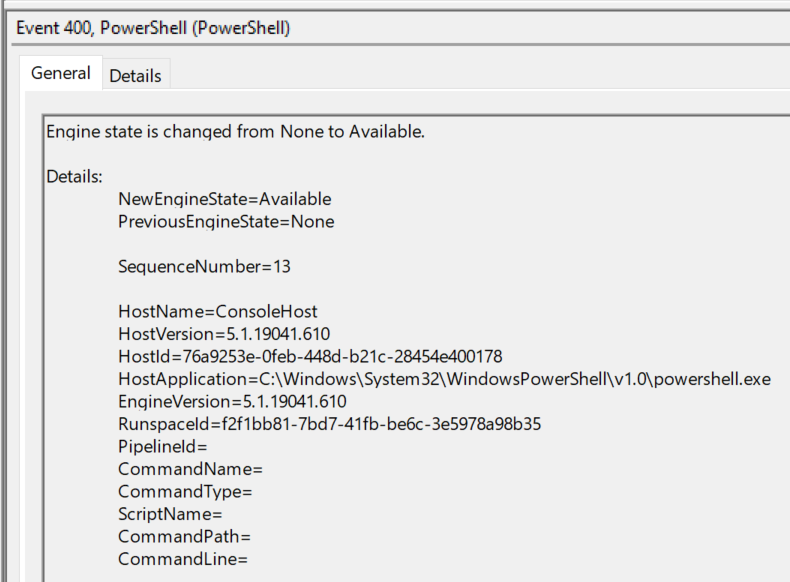 Event 400, PowerShell (PowerShell)
General
Details
Engine state is changed from None to Available.
Details:
NewEngineState=Available
PreviousEngineState=None
SequenceNumber=13
HostName=ConsoleHost
HostVersion=5.1.19041.610
HostId=76a9253e-0feb-448d-b21c-28454e400178
HostApplication=C:\Windows\System32\WindowsPowerShell\v1.0\powershell.exe
EngineVersion=5.1.19041.610
RunspaceId=f2f1bb81-7bd7-41fb-be6c-3e5978a98b35
PipelineId=
CommandName=
CommandType=
ScriptName=
CommandPath=
CommandLine=